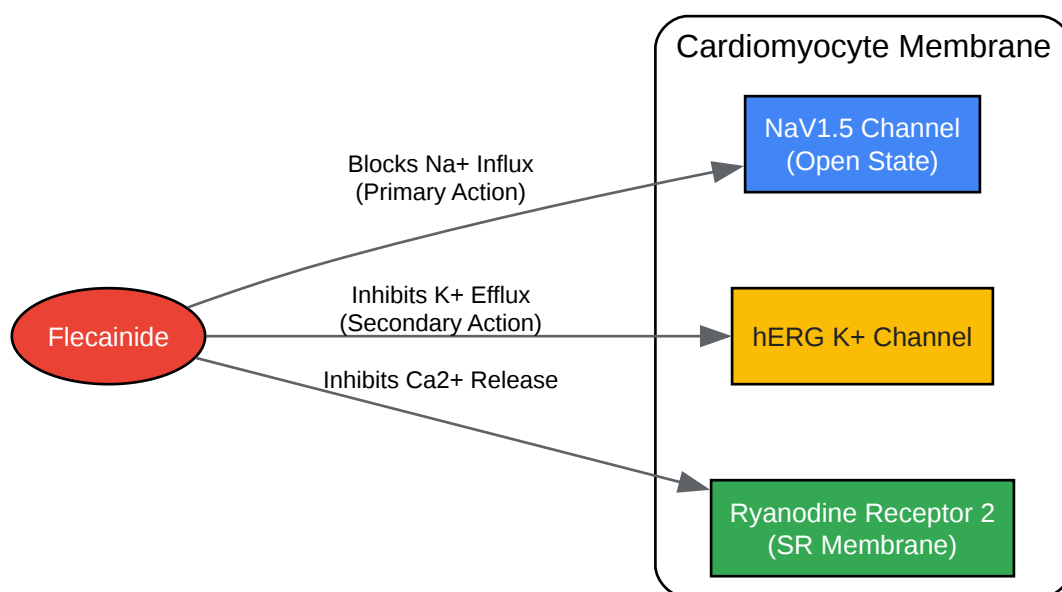 Cardiomyocyte Membrane
NaV1.5 Channel
(Open State)
Blocks Na+ Influx
(Primary Action)
Inhibits K+ Efflux
(Secondary Action)
Flecainide
hERG K+ Channel
Inhibits Ca2+ Release
Ryanodine Receptor 2
(SR Membrane)